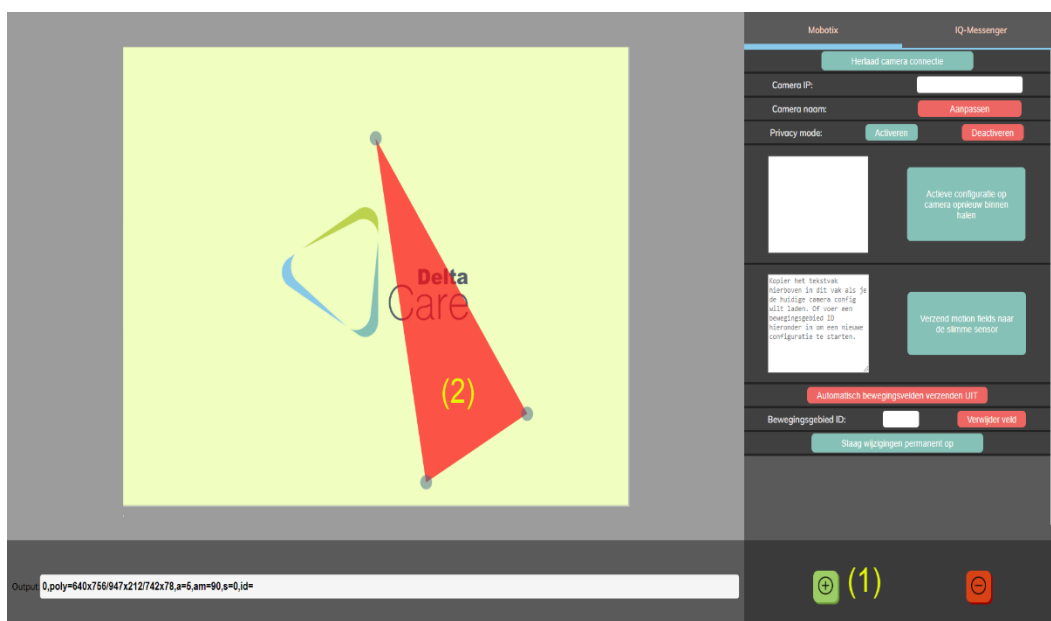 Mobotix
IQ-Messenger
Herlaad camera connectie
Camera IP:
Camera naam:
Aanpassen
Privacy mode:
Activeren
Deactiveren
Actieve configuratie op
camera opnieuw binnen
halen
Kopier het tekstvak
hierboven in dit vak als je
de huidige camera config
wilt laden. Of voer een
bewegingsgebied ID
hieronder in om een nieuwe
configuratie te starten.
Verzend motion fields naar
de slimme sensor
Automatisch bewegingsvelden verzenden UIT
Bewegingsgebied ID:
Verwijder veld
Slaag wijzigingen permanent op
Delta
Care
(2)
Output: 0,poly=640x756/947x212/742x78,a=5,am=90,s=0,id=
(1)